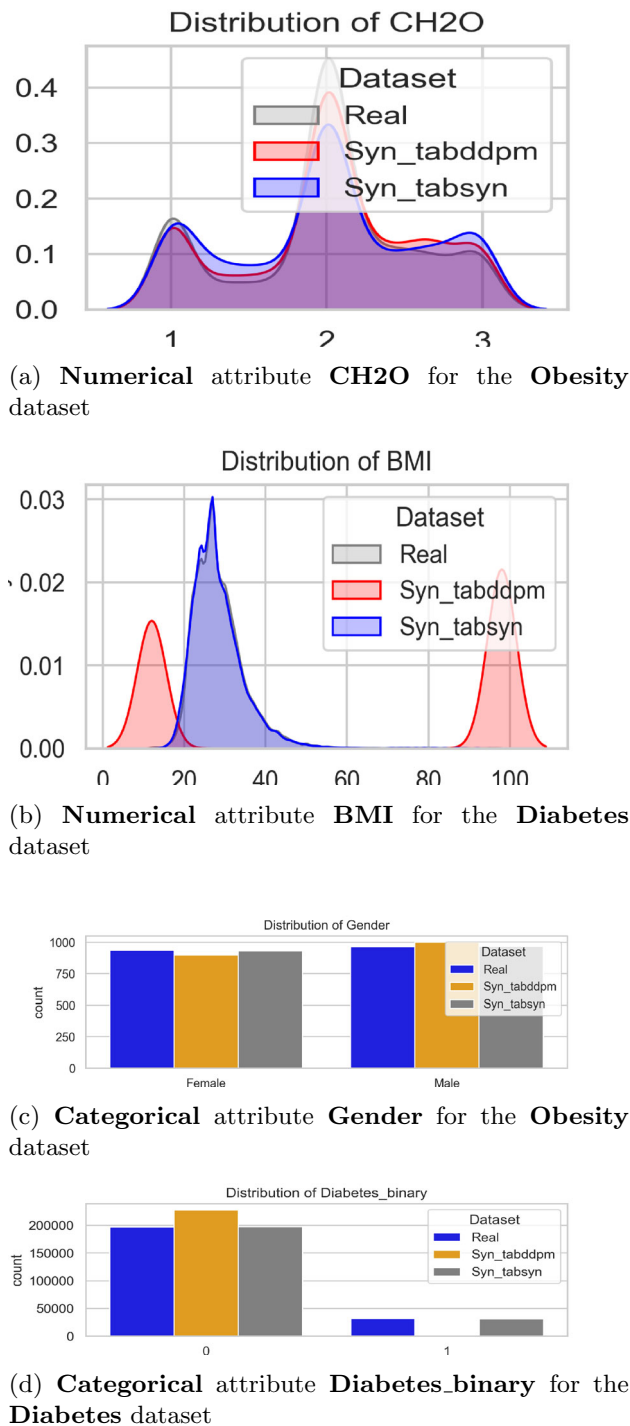 Distribution of CH2O
Dataset
Real
Syn_tabddpm
Syn_tabsyn
0.4
0.3
0.2
0.1
0.0
1 2 3
(a) Numerical attribute CH2O for the Obesity
dataset
Distribution of BMI
Dataset
Real
Syn_tabddpm
Syn_tabsyn
0.03
0.02
0.01
0.00
0 20 40 60 80 100
(b) Numerical attribute BMI for the Diabetes
dataset
Distribution of Gender
Dataset
Real
Syn_tabddpm
Syn_tabsyn
count
1000
750
500
250
0
Female Male
(c) Categorical attribute Gender for the Obesity
dataset
Distribution of Diabetes_binary
Dataset
Real
Syn_tabddpm
Syn_tabsyn
count
200000
150000
100000
50000
0
0 1
(d) Categorical attribute Diabetes_binary for the
Diabetes dataset